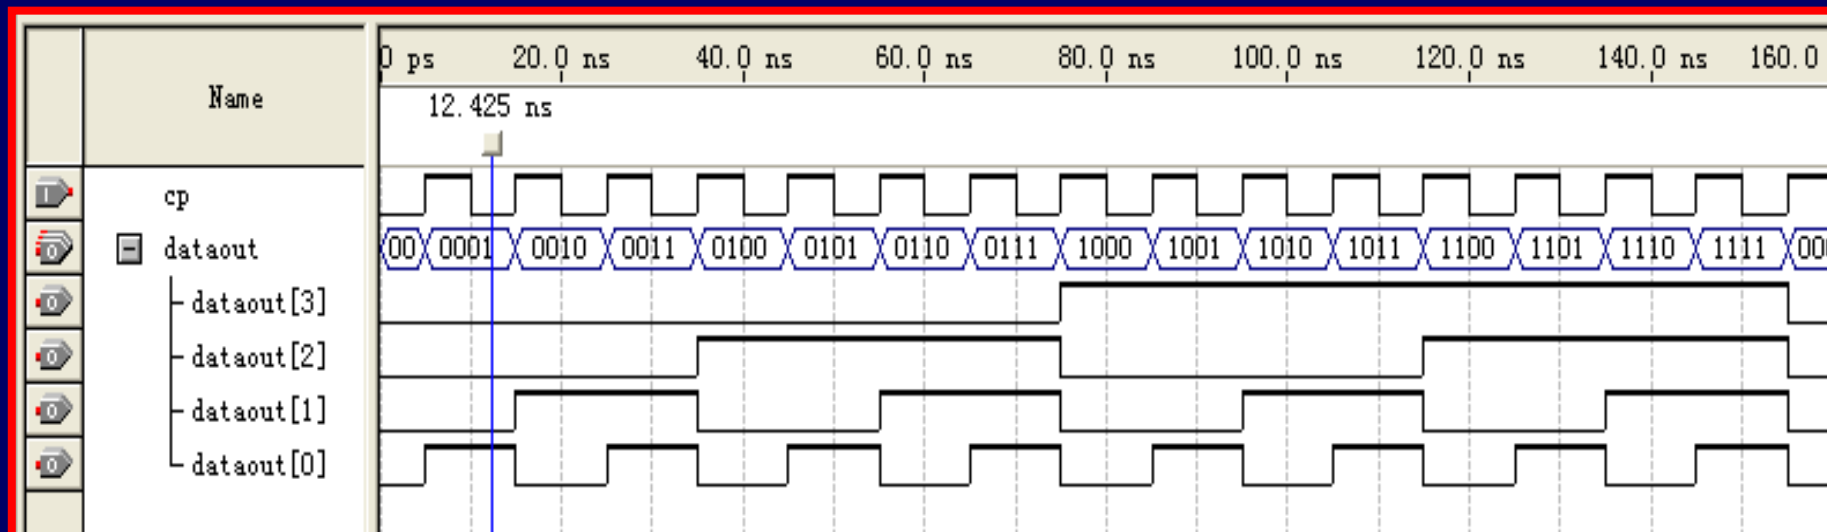 0 ps 20.0 ns 40.0 ns 60.0 ns 80.0 ns 100.0 ns 120.0 ns 140.0 ns 160.0
Name
12.425 ns
cp
dataout 00 0001 0010 0011 0100 0101 0110 0111 1000 1001 1010 1011 1100 1101 1110 1111 00
dataout[3]
dataout[2]
dataout[1]
dataout[0]